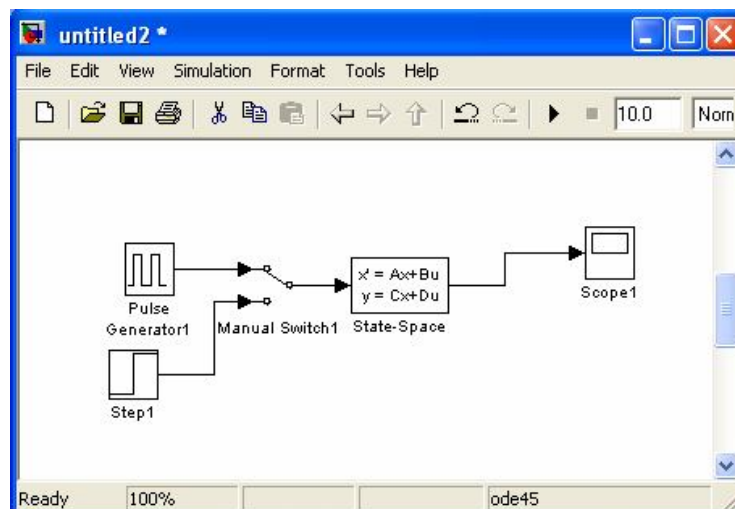 untitled2 *
File Edit View Simulation Format Tools Help
10.0
Norn
x' = Ax+Bu
y = Cx+Du
Scope1
Pulse
Generator1
Manual Switch1
State-Space
Step1
Ready
100%
ode45